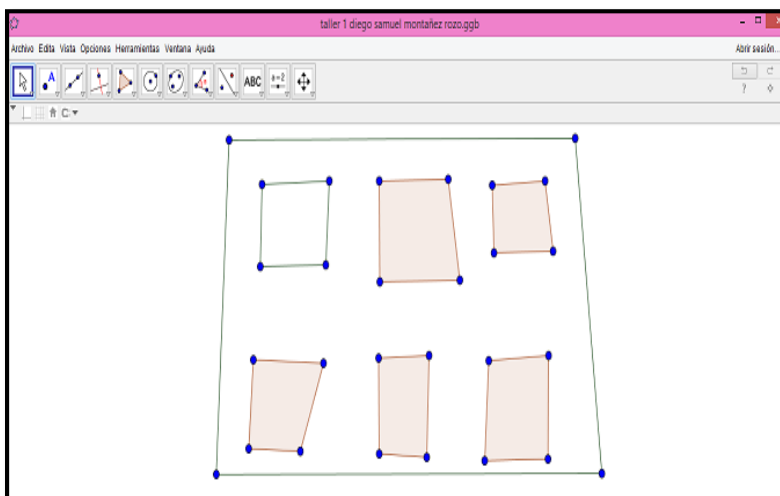 taller 1 diego samuel montañez rozo.ggb
Archivo Edita Vista Opciones Herramientas Ventana Ayuda
Abrir sesión...
A
ABC
a=2
?